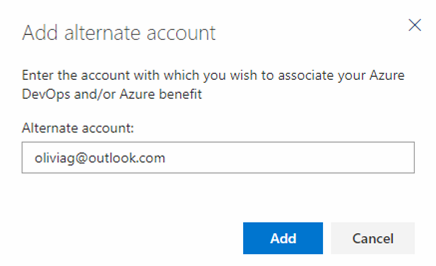 Add alternate account
Enter the account with which you wish to associate your Azure
DevOps and/or Azure benefit
Alternate account:
oliviag@outlook.com
Add Cancel